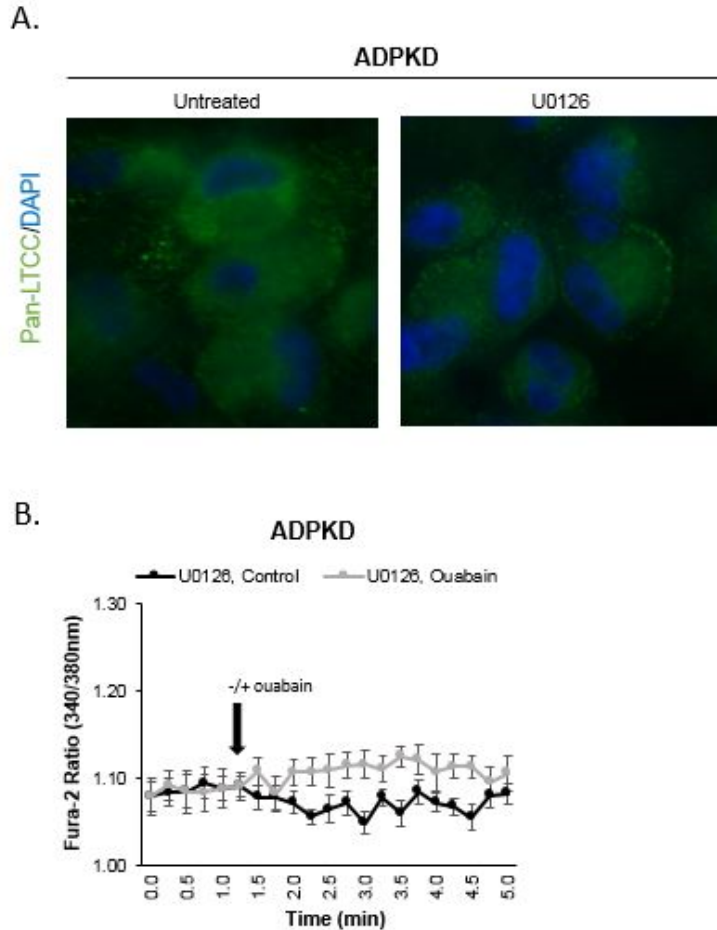 A.
ADPKD
Untreated
U0126
Pan-LTCC/DAPI
B.
ADPKD
U0126, Control
U0126, Ouabain
1.30
1.20
1.10
1.00
Fura-2 Ratio (340/380nm)
-/+ ouabain
0.0
0.5
1.0
1.5
2.0
2.5
3.0
3.5
4.0
4.5
5.0
Time (min)